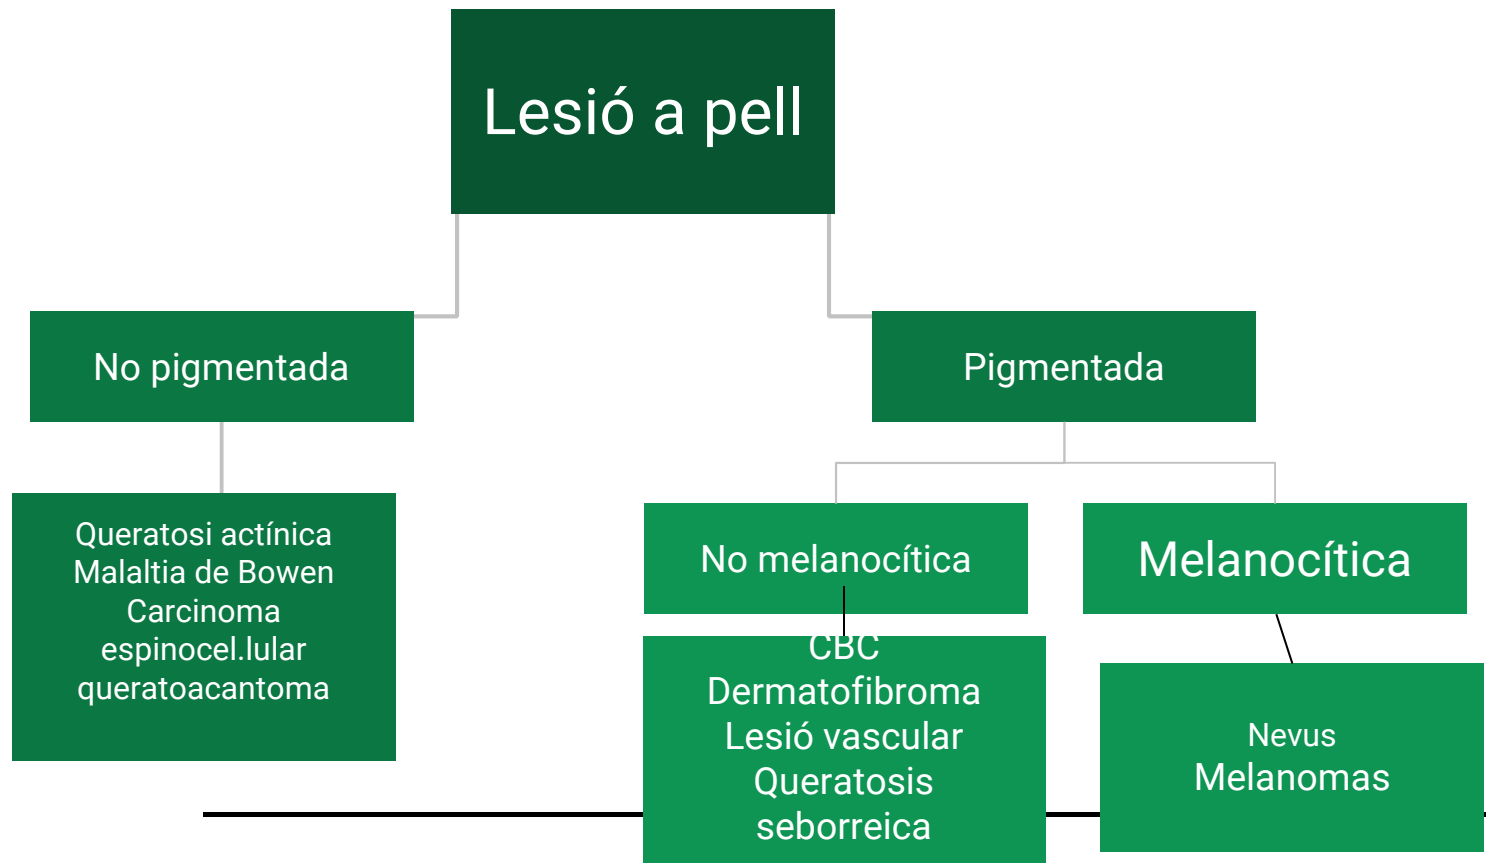 Lesió a pell
No pigmentada
Pigmentada
Queratosi actínica
Malaltia de Bowen
Carcinoma
espinocel.lular
queratoacantoma
No melanocítica
Melanocítica
CBC
Dermatofibroma
Lesió vascular
Queratosis
seborreica
Nevus
Melanomas